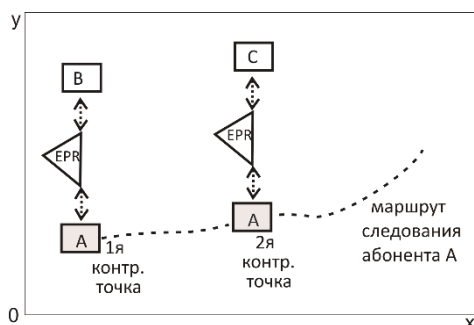 y
B
C
EPR
EPR
A
A
1я
контр.
точка
2я
контр.
точка
маршрут
следования
абонента А
0
x